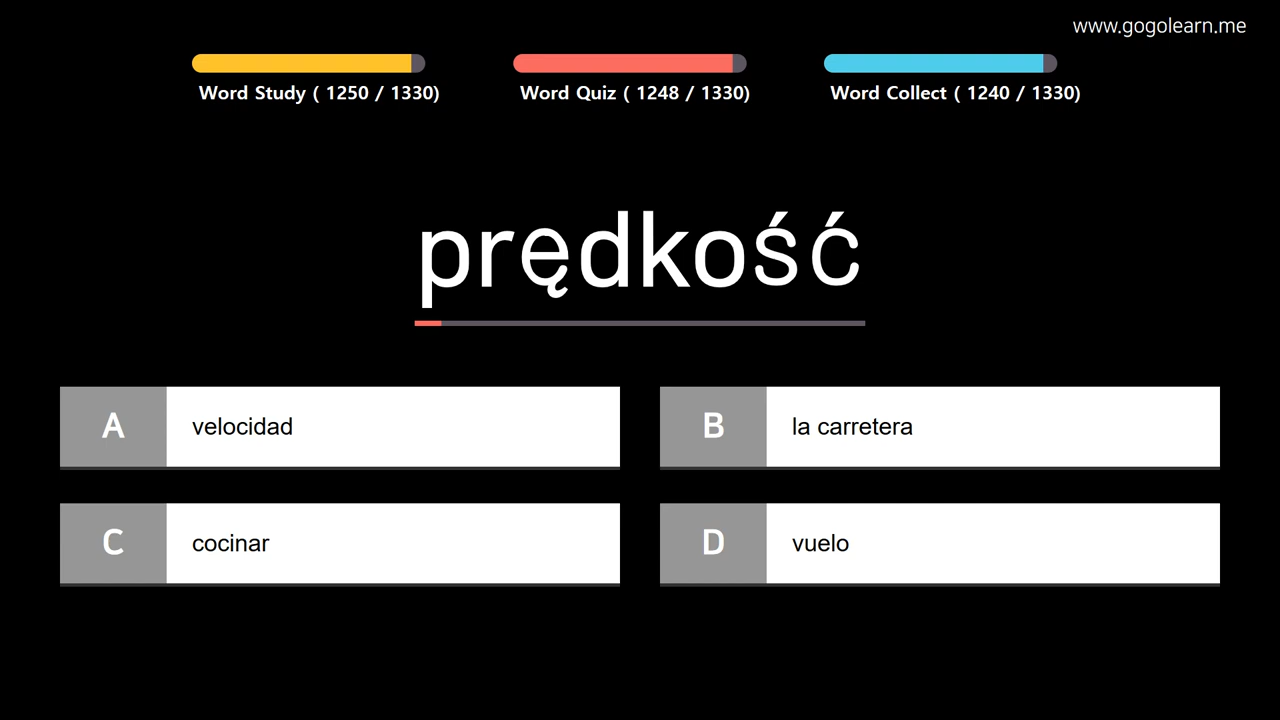 www.gogolearn.me
Word Study ( 1250 / 1330)
Word Quiz ( 1248 / 1330)
Word Collect ( 1240 / 1330)
prędkość
A velocidad
B la carretera
C cocinar
D vuelo